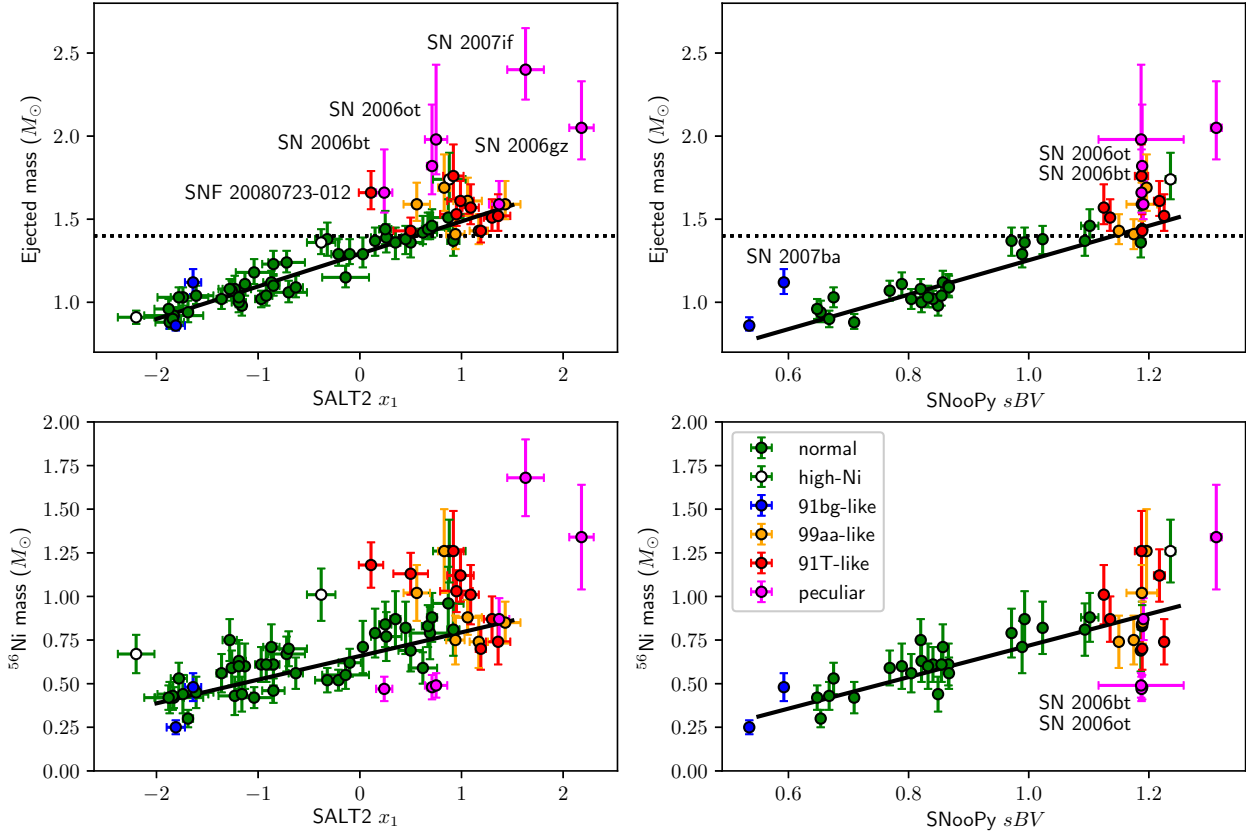 2.5
2.0
1.5
1.0
Ejected mass (M⊙)
SN 2007if
SN 2006ot
SN 2006bt
SN 2006gz
SNF 20080723-012
−2 −1 0 1 2
SALT2 x₁
2.5
2.0
1.5
1.0
Ejected mass (M⊙)
SN 2006ot
SN 2006bt
SN 2007ba
0.6 0.8 1.0 1.2
SNooPy sBV
2.00
1.75
1.50
1.25
1.00
0.75
0.50
0.25
0.00
⁵⁶Ni mass (M⊙)
−2 −1 0 1 2
SALT2 x₁
2.00
1.75
1.50
1.25
1.00
0.75
0.50
0.25
0.00
⁵⁶Ni mass (M⊙)
normal
high-Ni
91bg-like
99aa-like
91T-like
peculiar
SN 2006bt
SN 2006ot
0.6 0.8 1.0 1.2
SNooPy sBV